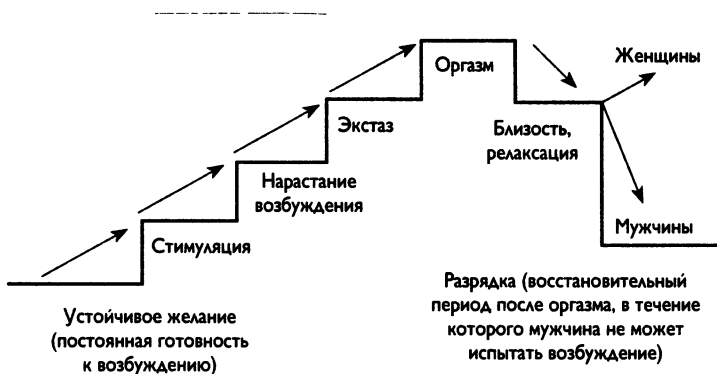 Оргазм
Женщины
Экстаз
Близость,
релаксация
Нарастание
возбуждения
Стимуляция
Мужчины
Устойчивое желание
(постоянная готовность
к возбуждению)
Разрядка (восстановительный
период после оргазма, в течение
которого мужчина не может
испытать возбуждение)